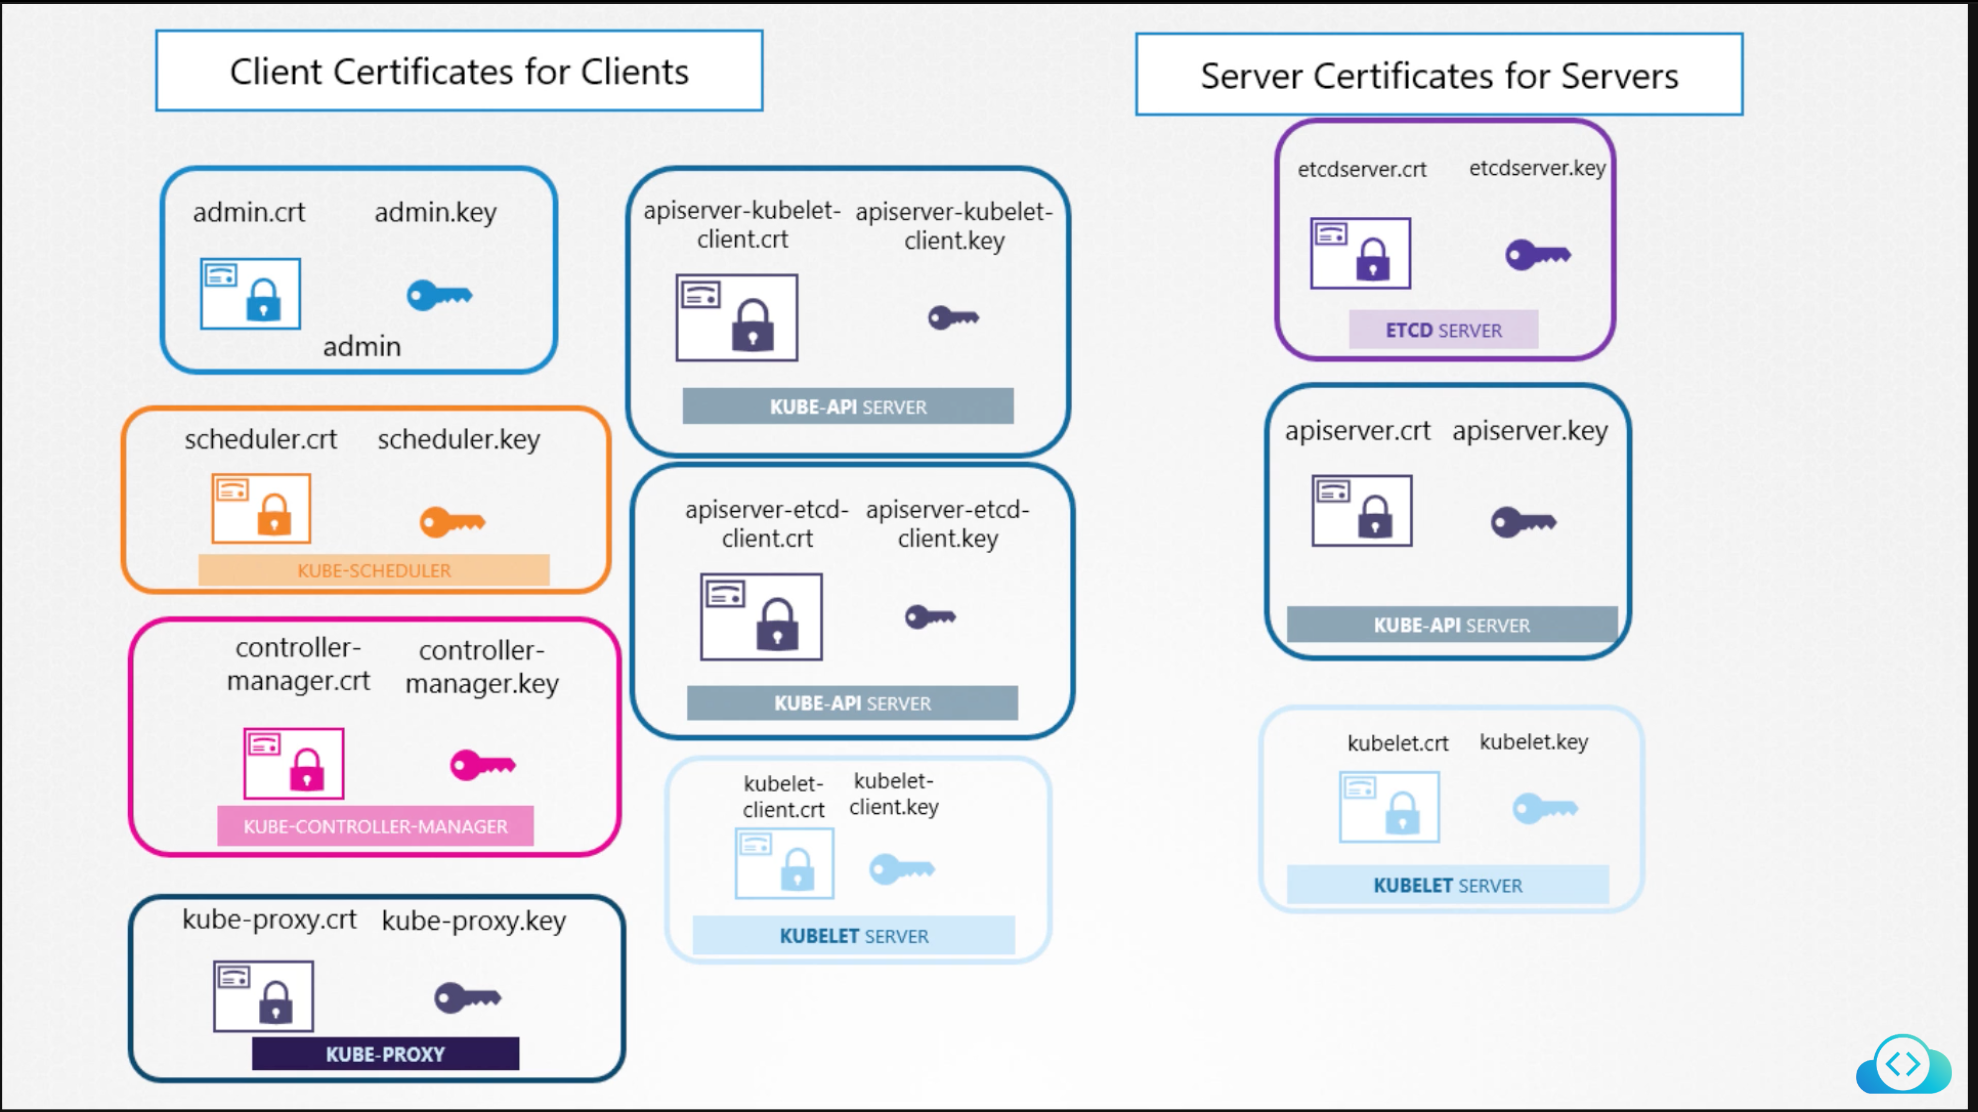 Client Certificates for Clients
Server Certificates for Servers
admin.crt
admin.key
admin
scheduler.crt
scheduler.key
KUBE-SCHEDULER
controller-
manager.crt
controller-
manager.key
KUBE-CONTROLLER-MANAGER
kube-proxy.crt
kube-proxy.key
KUBE-PROXY
apiserver-kubelet-
client.crt
apiserver-kubelet-
client.key
KUBE-API SERVER
apiserver-etcd-
client.crt
apiserver-etcd-
client.key
KUBE-API SERVER
kubelet-
client.crt
kubelet-
client.key
KUBELET SERVER
etcdserver.crt
etcdserver.key
ETCD SERVER
apiserver.crt
apiserver.key
KUBE-API SERVER
kubelet.crt
kubelet.key
KUBELET SERVER